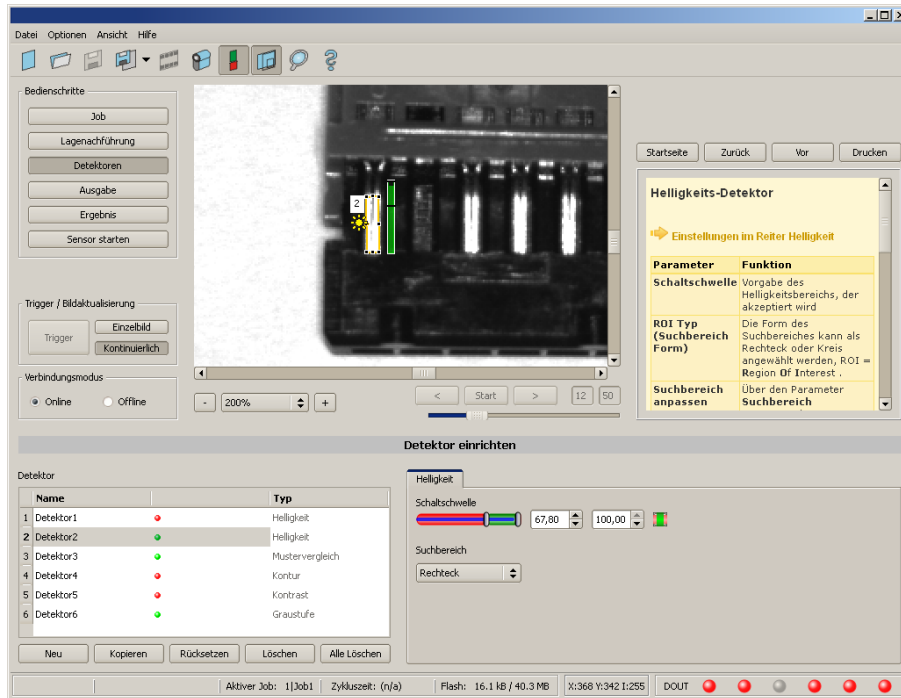 Datei Optionen Ansicht Hilfe
Bedienschritte
Job
Lagenachführung
Detektoren
Ausgabe
Ergebnis
Sensor starten
Trigger / Bildaktualisierung
Trigger
Einzelbild
Kontinuierlich
Verbindungsmodus
Online Offline
2
- 200% +
< Start > 12 50
Startseite Zurück Vor Drucken
Helligkeits-Detektor
Einstellungen im Reiter Helligkeit
Parameter Funktion
Schaltschwelle Vorgabe des
Helligkeitsbereichs, der
akzeptiert wird
ROI Typ Die Form des
(Suchbereich Suchbereiches kann als
Form) Rechteck oder Kreis
angewählt werden, ROI =
Region Of Interest .
Suchbereich Über den Parameter
anpassen Suchbereich
Detektor einrichten
Detektor
Name Typ
1 Detektor1 Helligkeit
2 Detektor2 Helligkeit
3 Detektor3 Mustervergleich
4 Detektor4 Kontur
5 Detektor5 Kontrast
6 Detektor6 Graustufe
Neu Kopieren Rücksetzen Löschen Alle Löschen
Helligkeit
Schaltschwelle
67,80 100,00
Suchbereich
Rechteck
Aktiver Job: 1|Job1 Zykluszeit: (n/a) Flash: 16.1 kB / 40.3 MB X:368 Y:342 I:255 DOUT